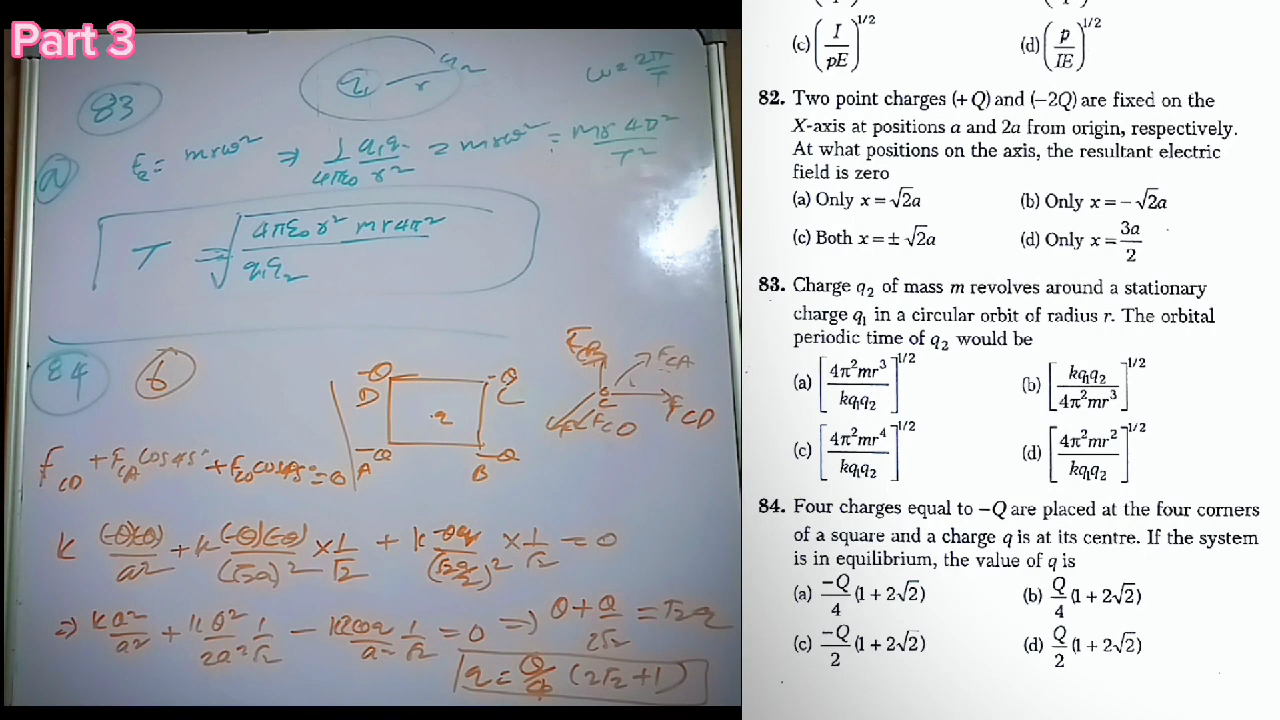 Part 3
83
q1 q2
r
ω = 2π/T
(a)
= mrω² ⇒ 1/4πε0 q1q2/r² = mrω² = mr4π²/T²
T = √(4πε0 r² mr4π²/q1q2)
84
(b)
-Q -Q
D C
q
-Q -Q
A B
FCB FCA
C
FCD
FCO
FCD + FCA cos45° + FCO cos45° = 0
k (-Q)(-Q)/a² + k (-Q)(-Q)/(√2a)² × 1/√2 + k -Qq/(√2a/2)² × 1/√2 = 0
⇒ kQ²/a² + kQ²/2a² 1/√2 - k2Qq/a² 1/√2 = 0 ⇒ Q + Q/2√2 = √2q
q = Q/4 (2√2+1)
(c) (I/pE)^1/2 (d) (p/IE)^1/2
82. Two point charges (+ Q) and (−2Q) are fixed on the
X-axis at positions a and 2a from origin, respectively.
At what positions on the axis, the resultant electric
field is zero
(a) Only x = √2a (b) Only x = − √2a
(c) Both x = ± √2a (d) Only x = 3a/2
83. Charge q₂ of mass m revolves around a stationary
charge q₁ in a circular orbit of radius r. The orbital
periodic time of q₂ would be
(a) [4π²mr³/kq₁q₂]^1/2 (b) [kq₁q₂/4π²mr³]^1/2
(c) [4π²mr⁴/kq₁q₂]^1/2 (d) [4π²mr²/kq₁q₂]^1/2
84. Four charges equal to −Q are placed at the four corners
of a square and a charge q is at its centre. If the system
is in equilibrium, the value of q is
(a) −Q/4 (1 + 2√2) (b) Q/4 (1 + 2√2)
(c) −Q/2 (1 + 2√2) (d) Q/2 (1 + 2√2)